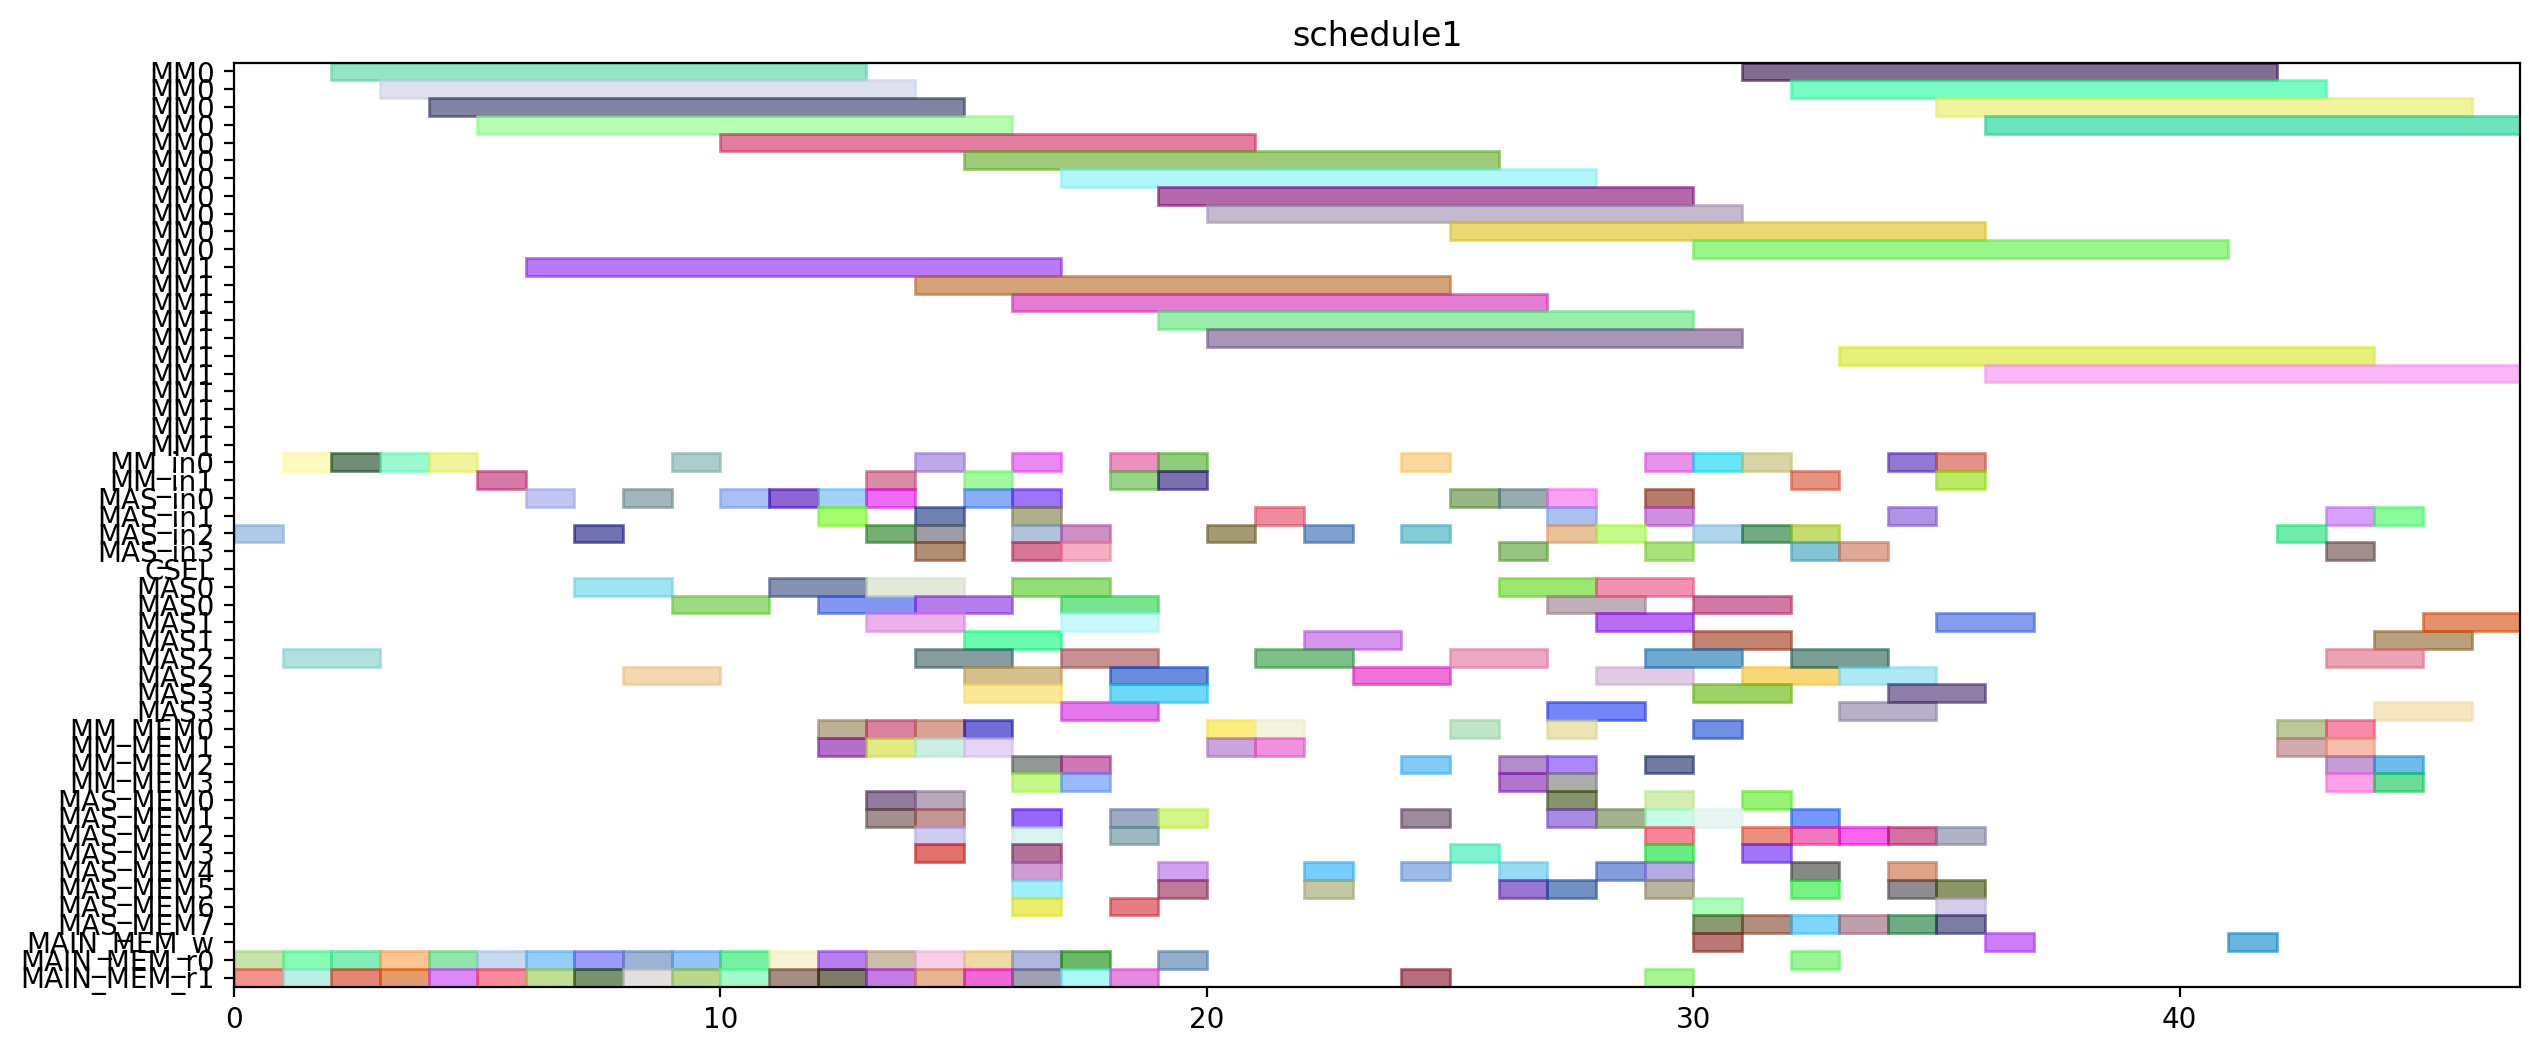 schedule1
MM0
MM0
MM0
MM0
MM0
MM0
MM0
MM0
MM0
MM0
MM0
MM1
MM1
MM1
MM1
MM1
MM1
MM1
MM1
MM1
MM1
MM1
MM_in0
MM_in1
MAS_in0
MAS_in1
MAS_in2
MAS_in3
CSEL
MAS0
MAS0
MAS1
MAS1
MAS2
MAS2
MAS3
MAS3
MM_MEM0
MM_MEM1
MM_MEM2
MM_MEM3
MAS_MEM0
MAS_MEM1
MAS_MEM2
MAS_MEM3
MAS_MEM4
MAS_MEM5
MAS_MEM6
MAS_MEM7
MAIN_MEM_w
MAIN_MEM_r0
MAIN_MEM_r1
0 10 20 30 40